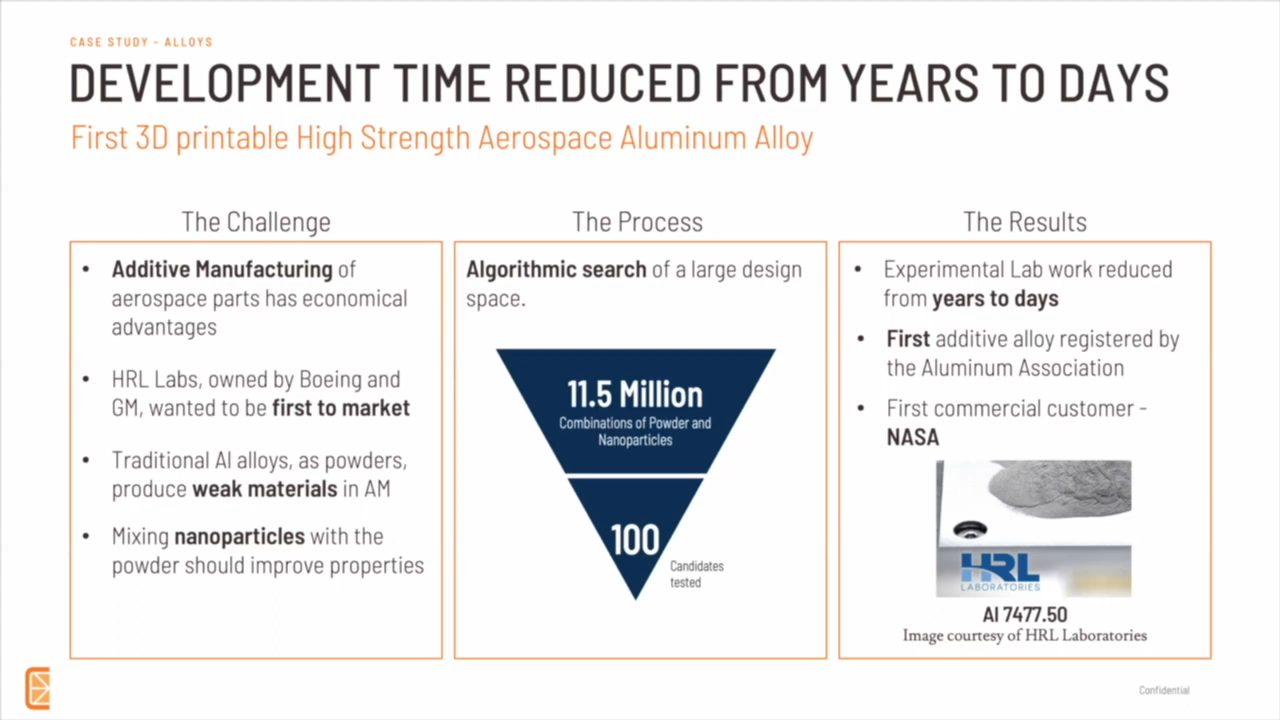 CASE STUDY - ALLOYS
DEVELOPMENT TIME REDUCED FROM YEARS TO DAYS
First 3D printable High Strength Aerospace Aluminum Alloy
The Challenge
• Additive Manufacturing of
aerospace parts has economical
advantages
• HRL Labs, owned by Boeing and
GM, wanted to be first to market
• Traditional Al alloys, as powders,
produce weak materials in AM
• Mixing nanoparticles with the
powder should improve properties
The Process
Algorithmic search of a large design
space.
11.5 Million
Combinations of Powder and
Nanoparticles
100
Candidates
tested
The Results
• Experimental Lab work reduced
from years to days
• First additive alloy registered by
the Aluminum Association
• First commercial customer -
NASA
HRL
LABORATORIES
Al 7477.50
Image courtesy of HRL Laboratories
Confidential